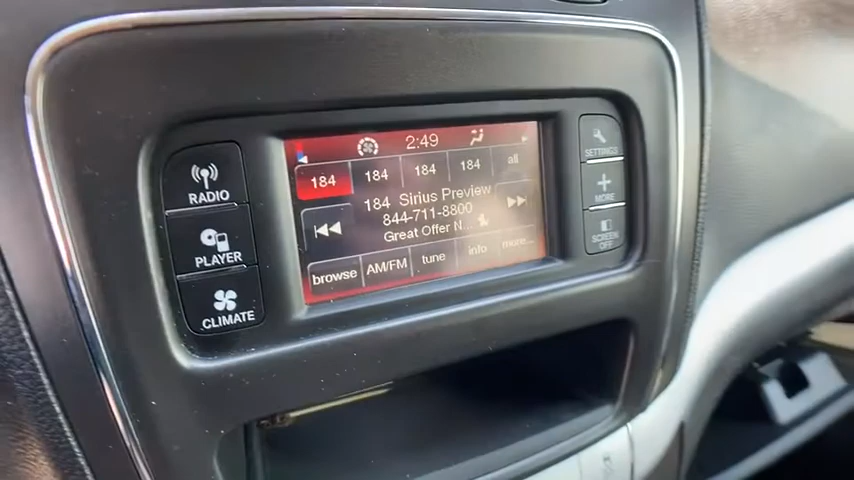 2:49
184 184 184 184 all
184 Sirius Preview
844-711-8800
Great Offer N...
browse AM/FM tune info more...
RADIO
PLAYER
CLIMATE
SETTINGS
MORE
SCREEN OFF